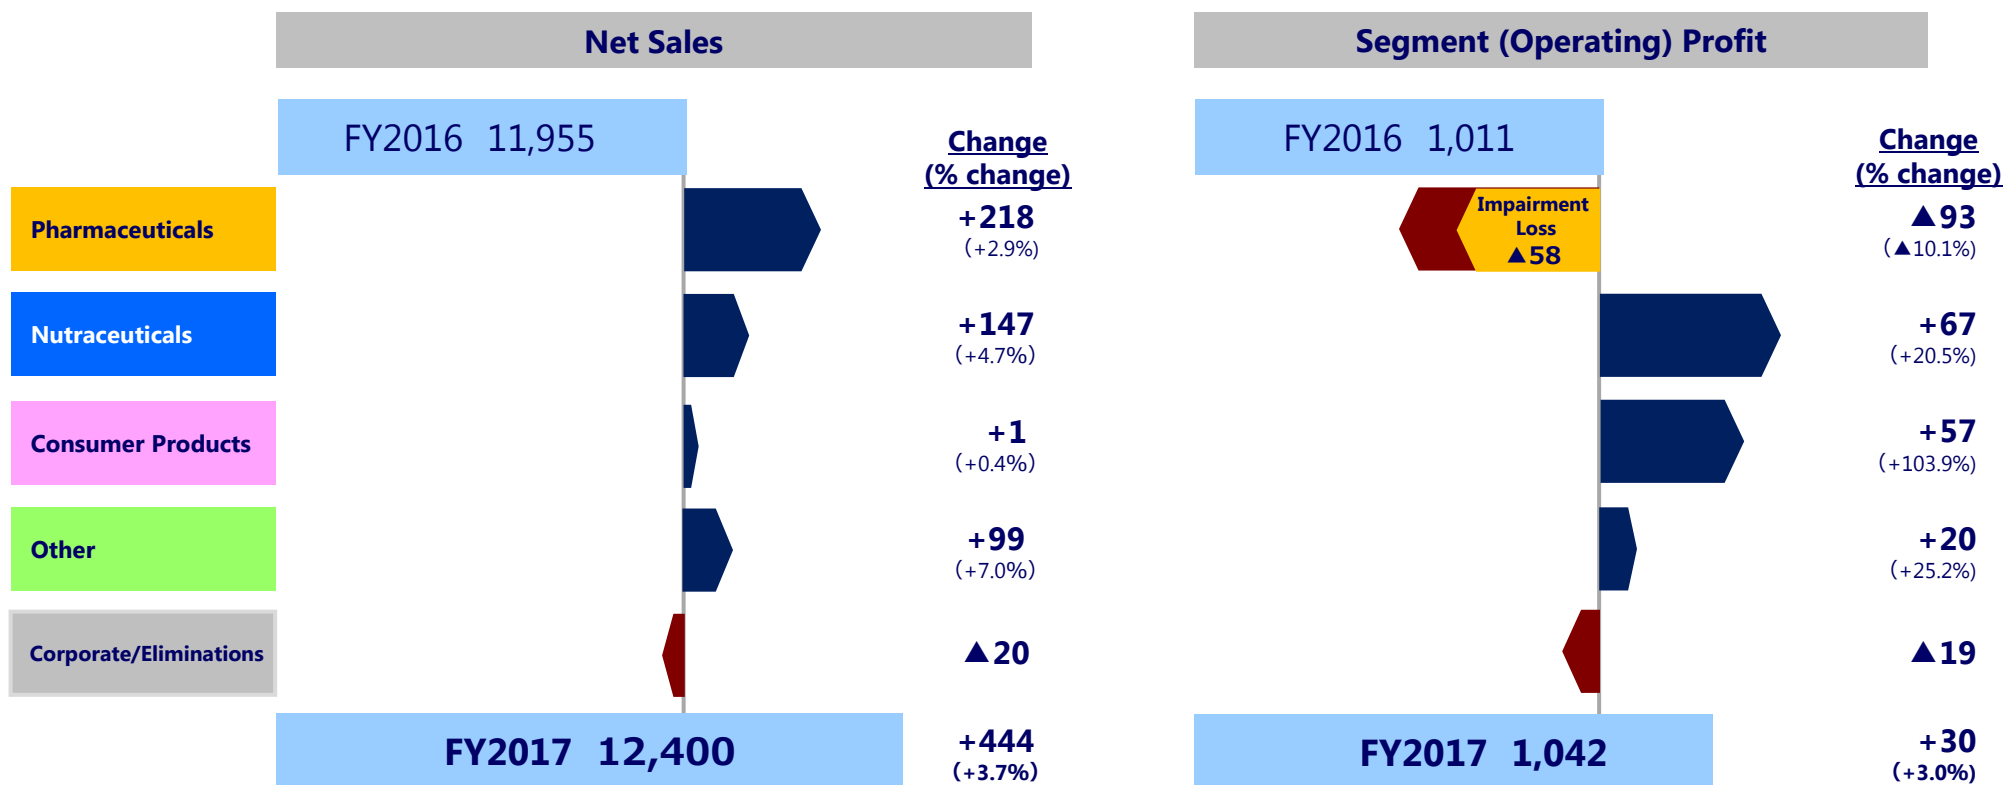 Net Sales
Segment (Operating) Profit
FY2016 11,955
Change
(% change)
FY2016 1,011
Change
(% change)
Pharmaceuticals
+218
(+2.9%)
Impairment
Loss
▲58
▲93
(▲10.1%)
Nutraceuticals
+147
(+4.7%)
+67
(+20.5%)
Consumer Products
+1
(+0.4%)
+57
(+103.9%)
Other
+99
(+7.0%)
+20
(+25.2%)
Corporate/Eliminations
▲20
▲19
FY2017 12,400
+444
(+3.7%)
FY2017 1,042
+30
(+3.0%)